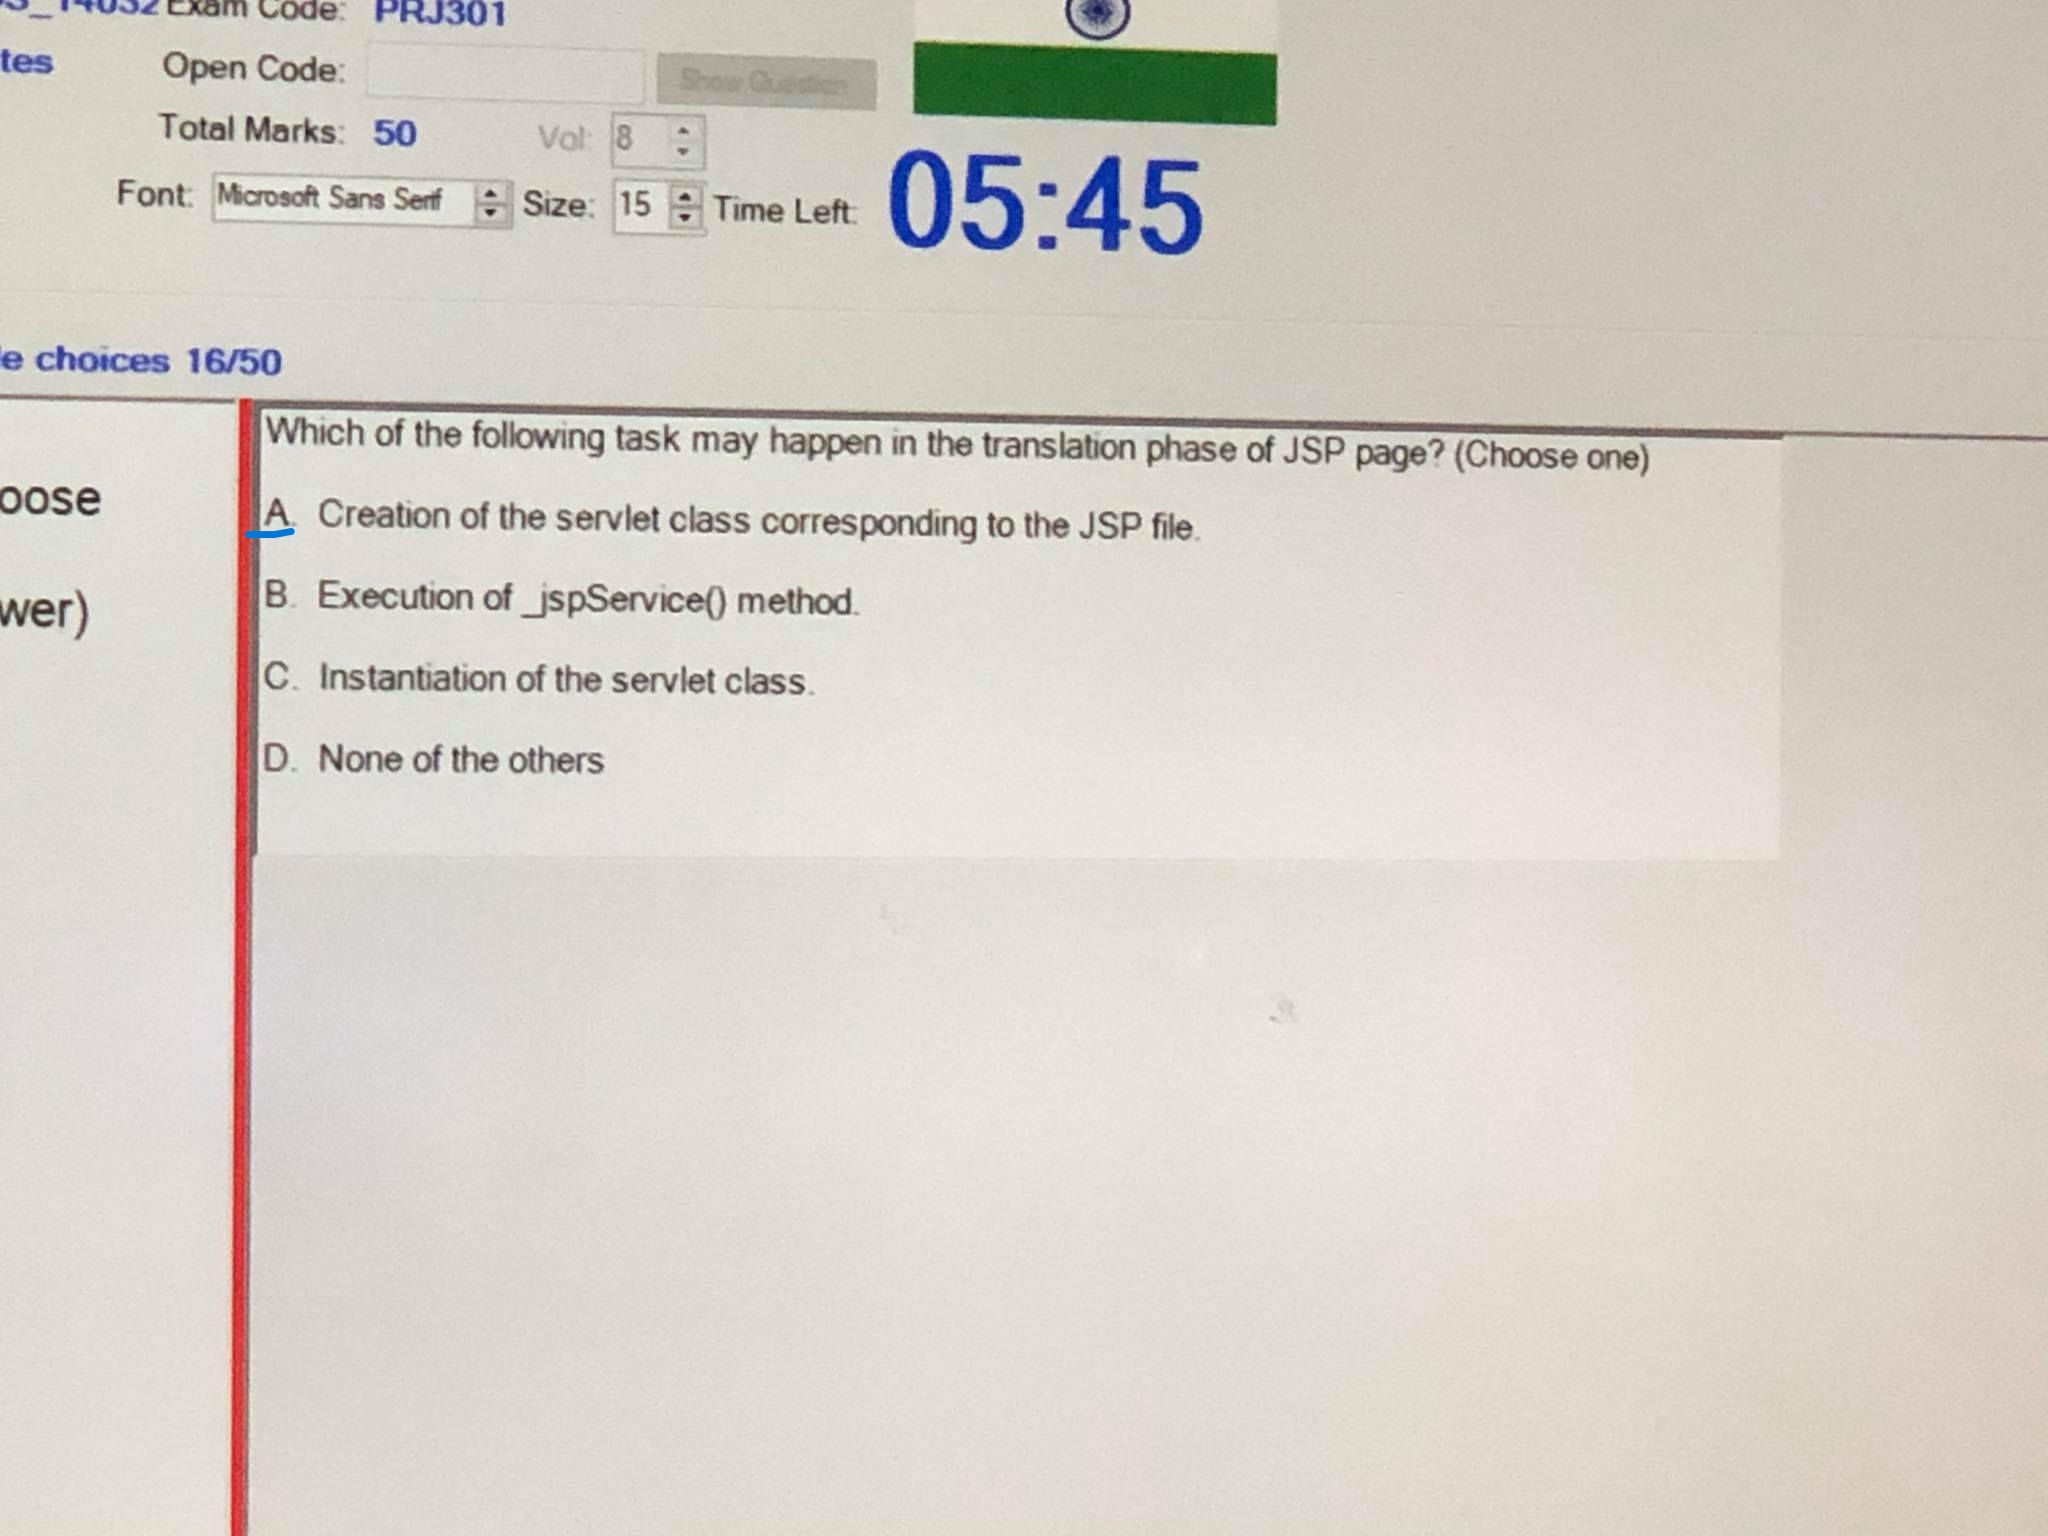 14032 Exam Code: PRJ301
tes Open Code: Show Question
Total Marks: 50 Vol: 8
Font: Microsoft Sans Serif Size: 15 Time Left: 05:45
e choices 16/50
Which of the following task may happen in the translation phase of JSP page? (Choose one)
oose
A. Creation of the servlet class corresponding to the JSP file.
wer)
B. Execution of _jspService() method.
C. Instantiation of the servlet class.
D. None of the others